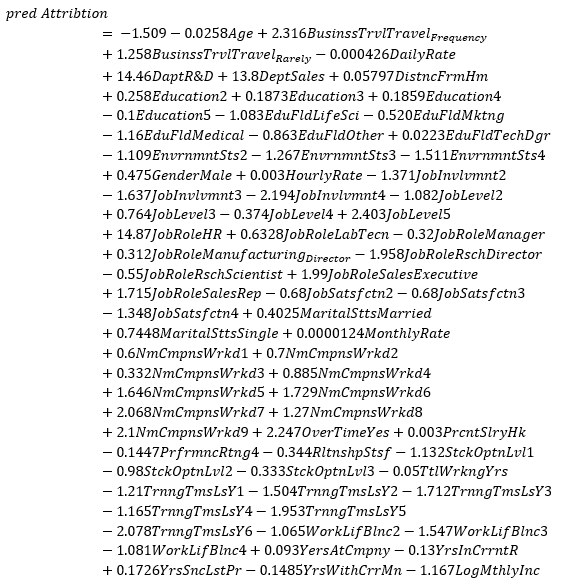 pred Attribtion
= −1.509 − 0.0258Age + 2.316BusinssTrvlTravel_Frequency
+ 1.258BusinssTrvlTravel_Rarely − 0.000426DailyRate
+ 14.46DaptR&D + 13.8DeptSales + 0.05797DistncFrmHm
+ 0.258Education2 + 0.1873Education3 + 0.1859Education4
− 0.1Education5 − 1.083EduFldLifeSci − 0.520EduFldMktng
− 1.16EduFldMedical − 0.863EduFldOther + 0.0223EduFldTechDgr
− 1.109EnvrnmntSts2 − 1.267EnvrnmntSts3 − 1.511EnvrnmntSts4
+ 0.475GenderMale + 0.003HourlyRate − 1.371JobInvlvmnt2
− 1.637JobInvlvmnt3 − 2.194JobInvlvmnt4 − 1.082JobLevel2
+ 0.764JobLevel3 − 0.374JobLevel4 + 2.403JobLevel5
+ 14.87JobRoleHR + 0.6328JobRoleLabTecn − 0.32JobRoleManager
+ 0.312JobRoleManufacturing_Director − 1.958JobRoleRschDirector
− 0.55JobRoleRschScientist + 1.99JobRoleSalesExecutive
+ 1.715JobRoleSalesRep − 0.68JobSatsfctn2 − 0.68JobSatsfctn3
− 1.348JobSatsfctn4 + 0.4025MaritalSttsMarried
+ 0.7448MaritalSttsSingle + 0.0000124MonthlyRate
+ 0.6NmCmpnsWrkd1 + 0.7NmCmpnsWrkd2
+ 0.332NmCmpnsWrkd3 + 0.885NmCmpnsWrkd4
+ 1.646NmCmpnsWrkd5 + 1.729NmCmpnsWrkd6
+ 2.068NmCmpnsWrkd7 + 1.27NmCmpnsWrkd8
+ 2.1NmCmpnsWrkd9 + 2.247OverTimeYes + 0.003PrcntSlryHk
− 0.1447PrfrmncRtng4 − 0.344RltnshpStsf − 1.132StckOptnLvl1
− 0.98StckOptnLvl2 − 0.333StckOptnLvl3 − 0.05TtlWrkngYrs
− 1.21TrnngTmsLsY1 − 1.504TrnngTmsLsY2 − 1.712TrnngTmsLsY3
− 1.165TrnngTmsLsY4 − 1.953TrnngTmsLsY5
− 2.078TrnngTmsLsY6 − 1.065WorkLifBlnc2 − 1.547WorkLifBlnc3
− 1.081WorkLifBlnc4 + 0.093YersAtCmpny − 0.13YrsInCrrntR
+ 0.1726YrsSncLstPr − 0.1485YrsWithCrrMn − 1.167LogMthlyInc